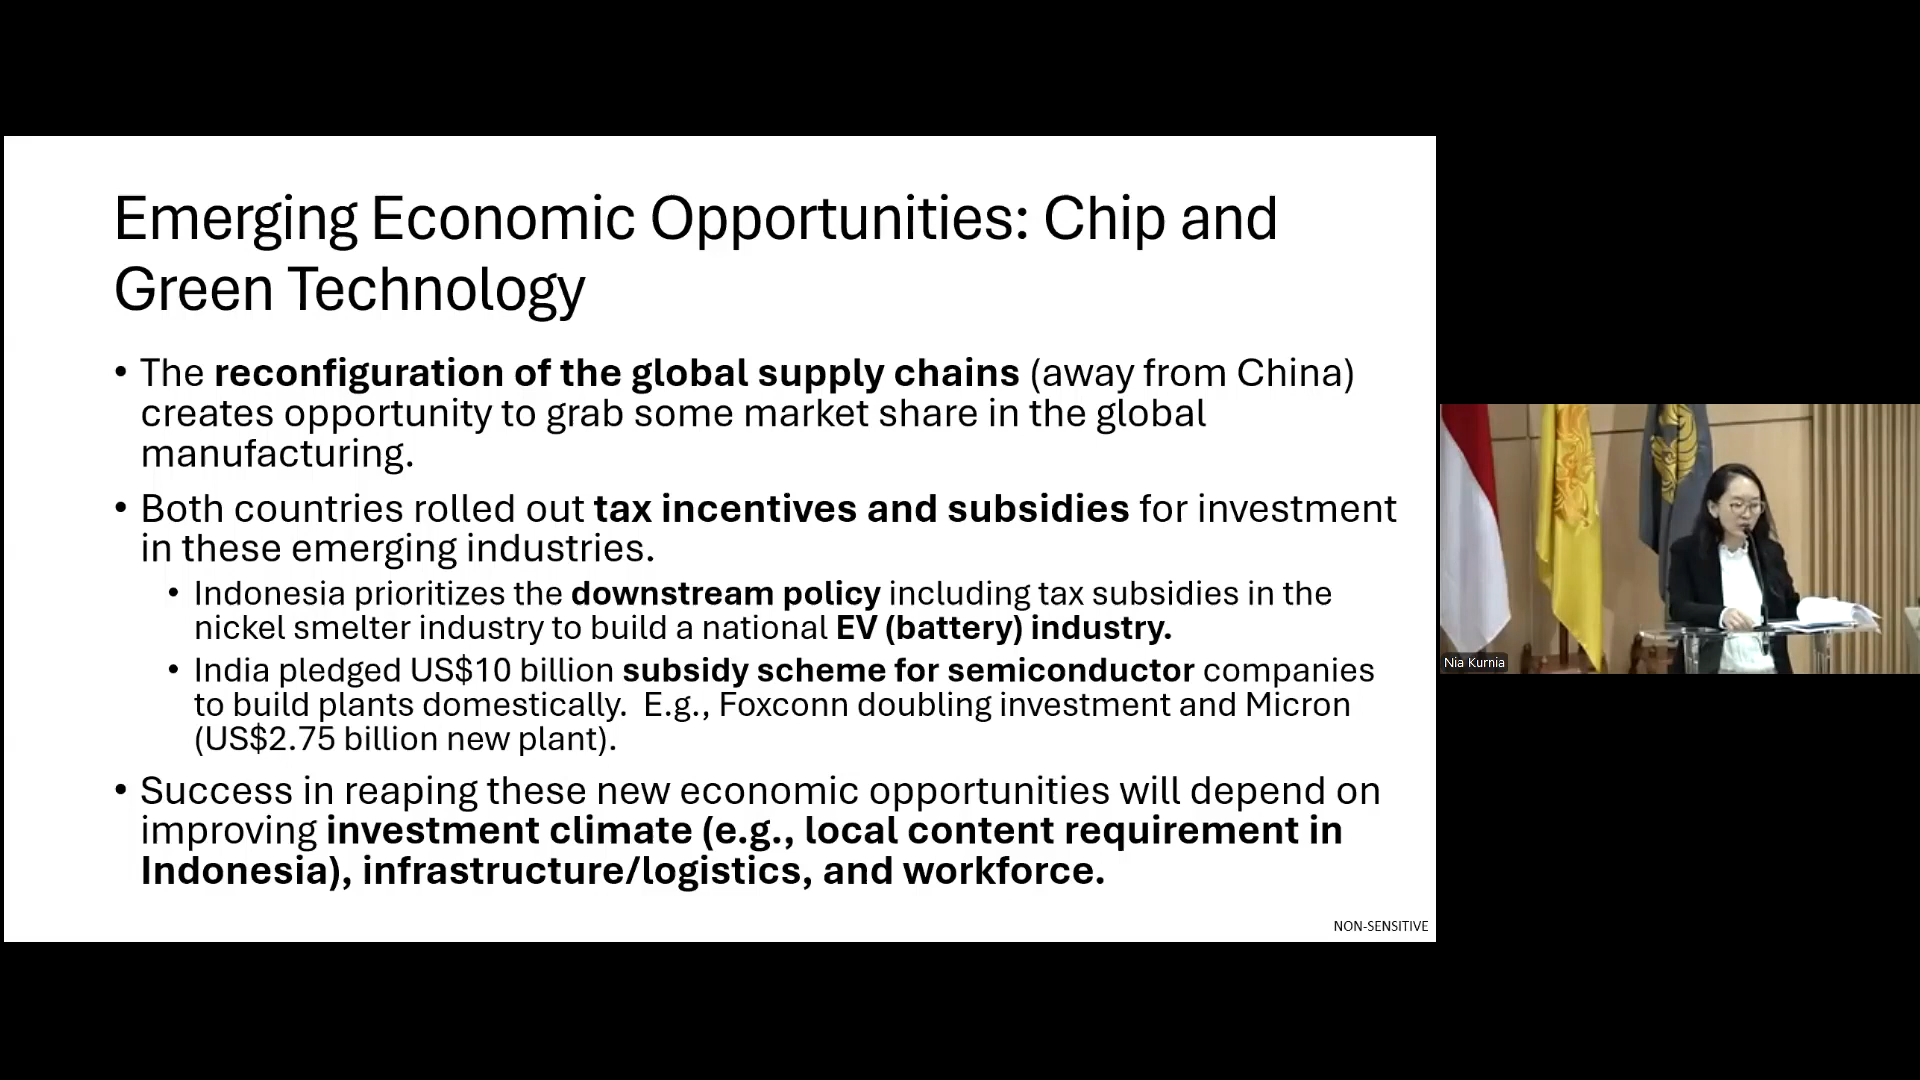 Emerging Economic Opportunities: Chip and
Green Technology
• The reconfiguration of the global supply chains (away from China)
creates opportunity to grab some market share in the global
manufacturing.
• Both countries rolled out tax incentives and subsidies for investment
in these emerging industries.
• Indonesia prioritizes the downstream policy including tax subsidies in the
nickel smelter industry to build a national EV (battery) industry.
• India pledged US$10 billion subsidy scheme for semiconductor companies
to build plants domestically.  E.g., Foxconn doubling investment and Micron
(US$2.75 billion new plant).
• Success in reaping these new economic opportunities will depend on
improving investment climate (e.g., local content requirement in
Indonesia), infrastructure/logistics, and workforce.
NON-SENSITIVE
Nia Kurnia